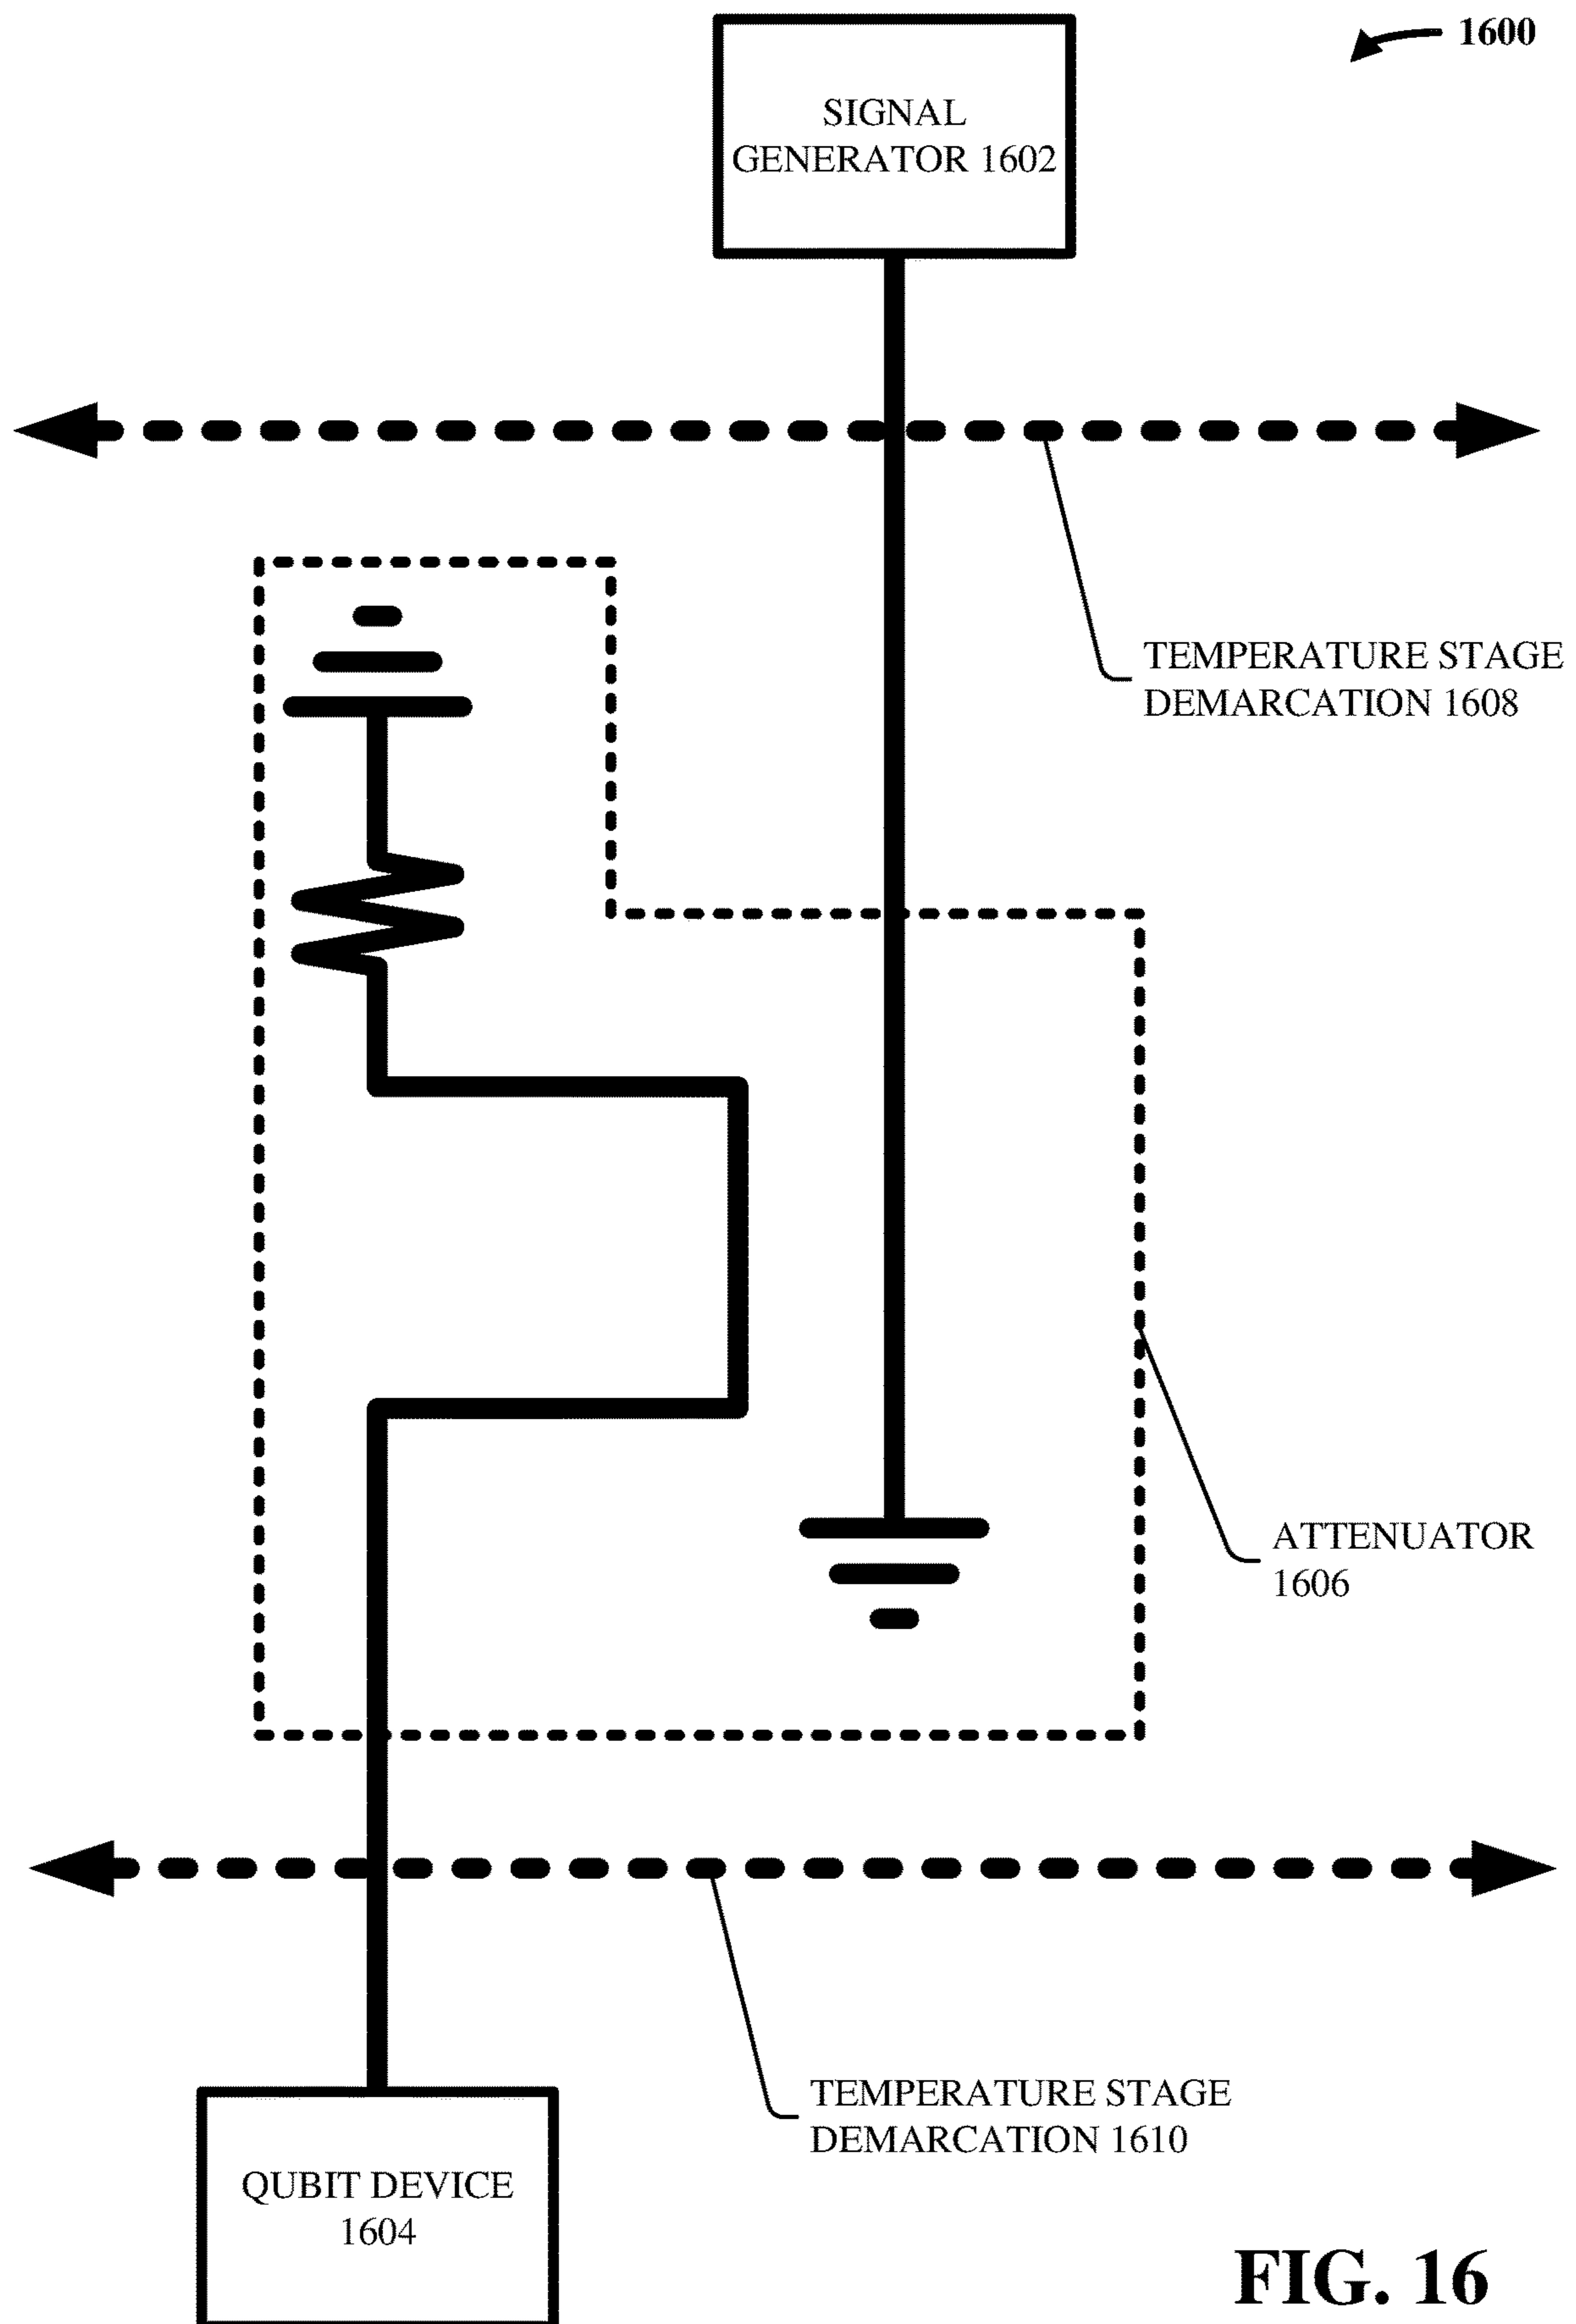 1600
SIGNAL
GENERATOR 1602
TEMPERATURE STAGE
DEMARCATION 1608
ATTENUATOR
1606
TEMPERATURE STAGE
DEMARCATION 1610
QUBIT DEVICE
1604
FIG. 16